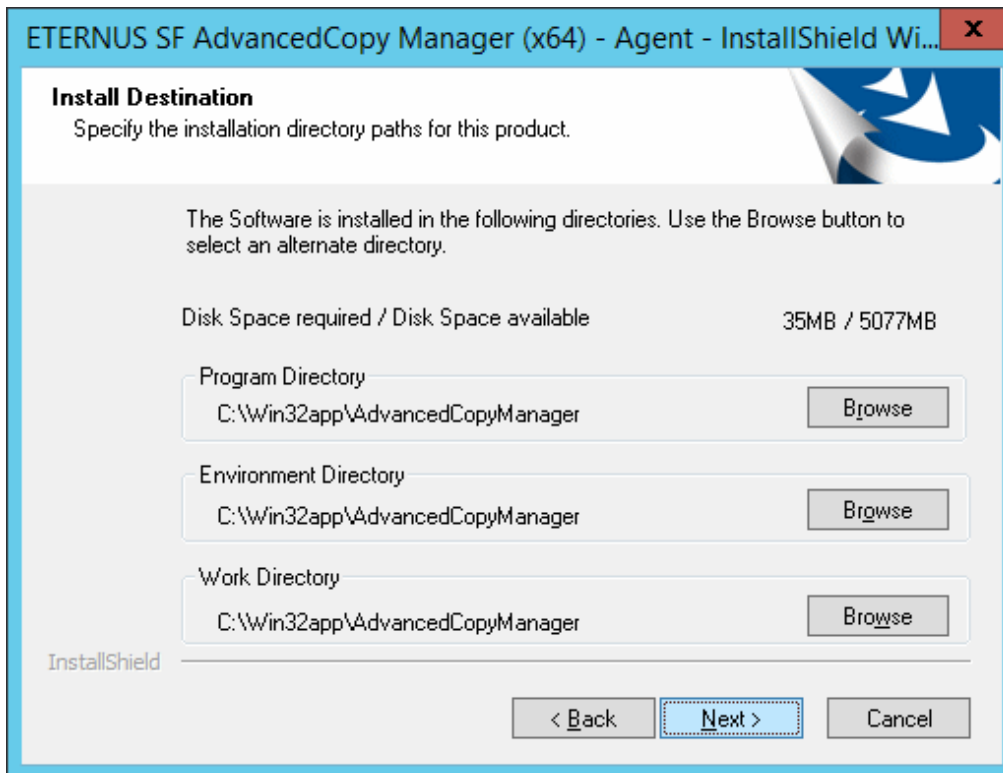 ETERNUS SF AdvancedCopy Manager (x64) - Agent - InstallShield Wi...
x
Install Destination
Specify the installation directory paths for this product.
The Software is installed in the following directories. Use the Browse button to
select an alternate directory.
Disk Space required / Disk Space available 35MB / 5077MB
Program Directory
C:\Win32app\AdvancedCopyManager Browse
Environment Directory
C:\Win32app\AdvancedCopyManager Browse
Work Directory
C:\Win32app\AdvancedCopyManager Browse
InstallShield
< Back Next > Cancel